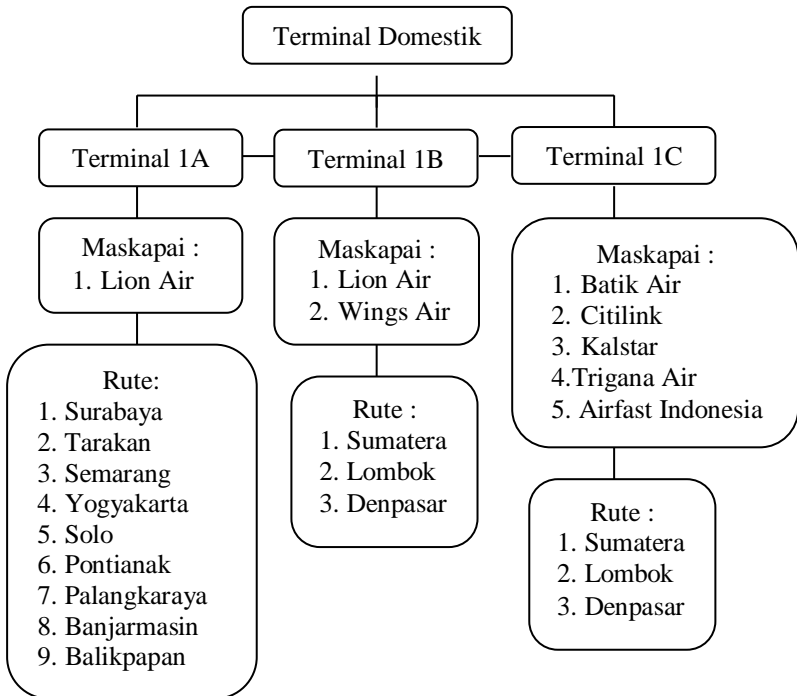 Terminal Domestik
Terminal 1A
Terminal 1B
Terminal 1C
Maskapai :
1. Lion Air
Maskapai :
1. Lion Air
2. Wings Air
Maskapai :
1. Batik Air
2. Citilink
3. Kalstar
4.Trigana Air
5. Airfast Indonesia
Rute:
1. Surabaya
2. Tarakan
3. Semarang
4. Yogyakarta
5. Solo
6. Pontianak
7. Palangkaraya
8. Banjarmasin
9. Balikpapan
Rute :
1. Sumatera
2. Lombok
3. Denpasar
Rute :
1. Sumatera
2. Lombok
3. Denpasar